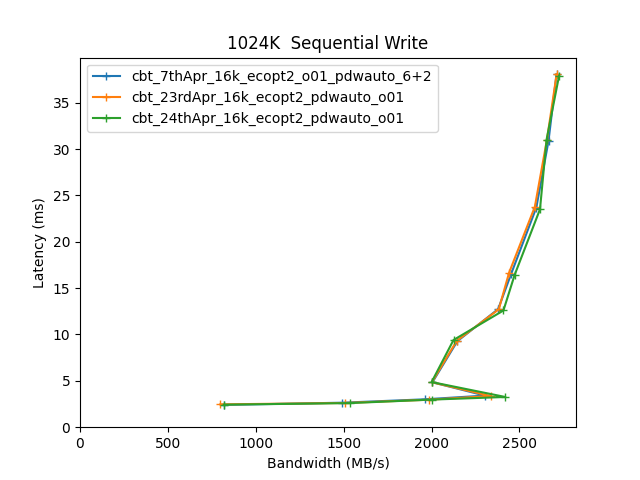 1024K  Sequential Write
cbt_7thApr_16k_ecopt2_o01_pdwauto_6+2
cbt_23rdApr_16k_ecopt2_pdwauto_o01
cbt_24thApr_16k_ecopt2_pdwauto_o01
Latency (ms)
35
30
25
20
15
10
5
0
0 500 1000 1500 2000 2500
Bandwidth (MB/s)